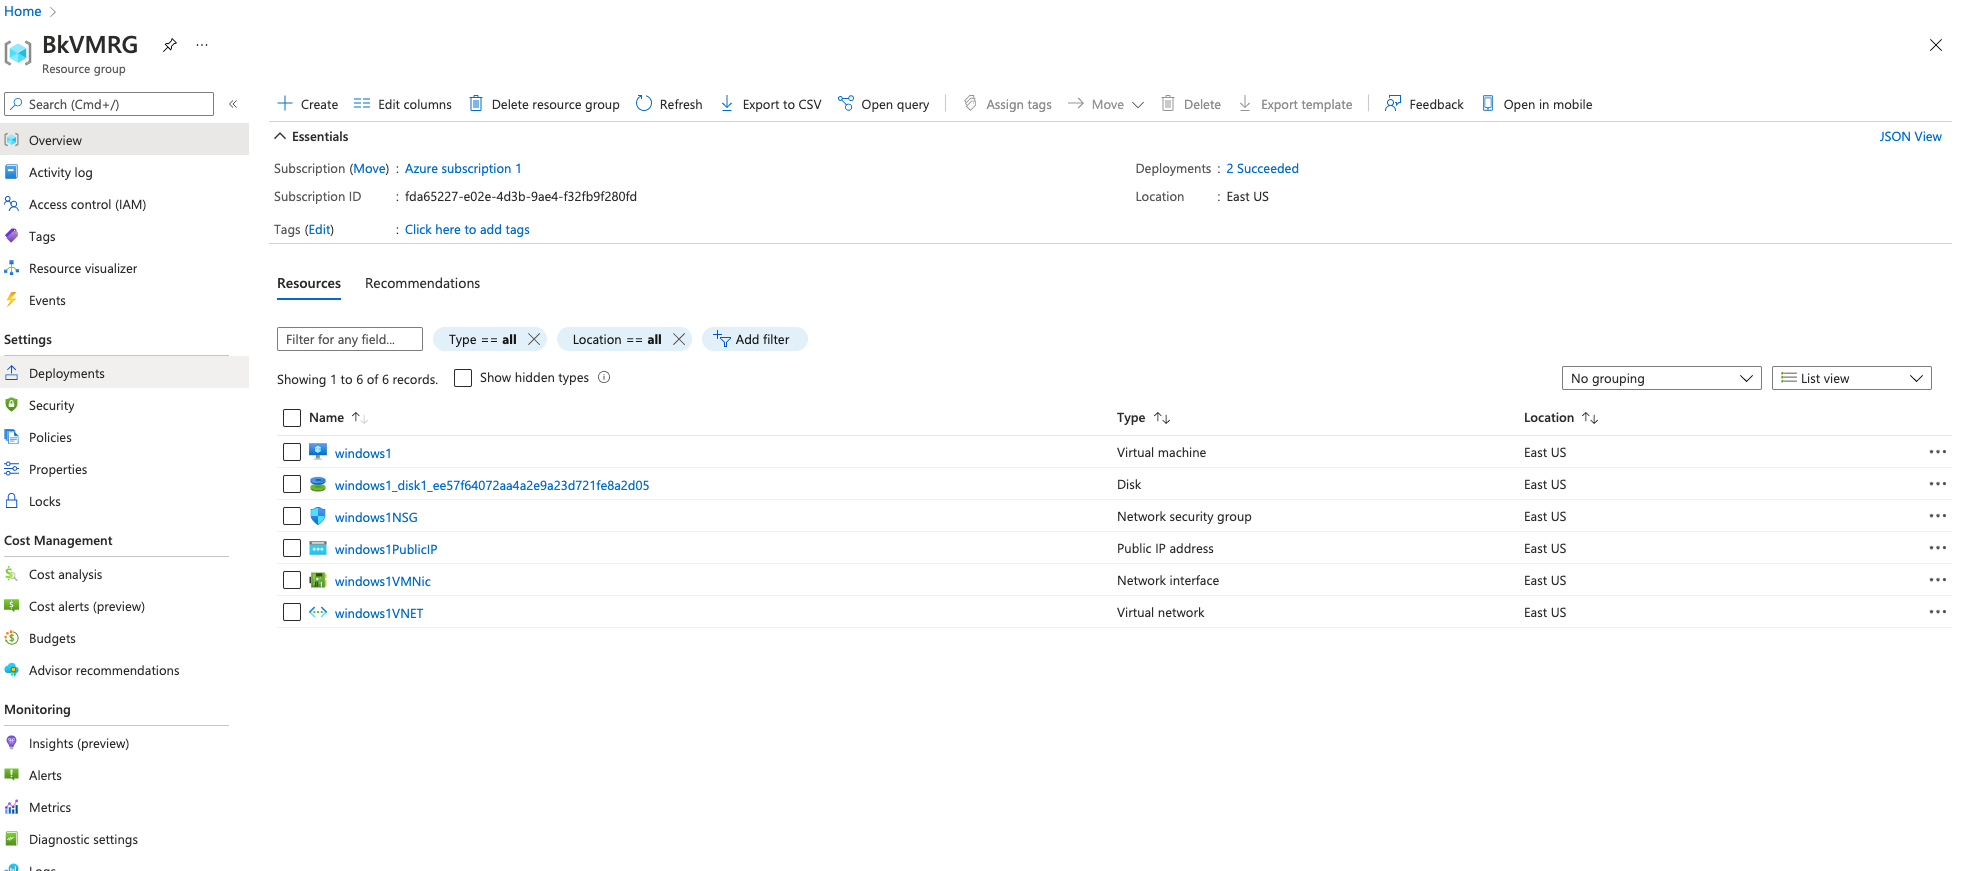 Home
BkVMRG
Resource group
Search (Cmd+/)
Overview
Activity log
Access control (IAM)
Tags
Resource visualizer
Events
Settings
Deployments
Security
Policies
Properties
Locks
Cost Management
Cost analysis
Cost alerts (preview)
Budgets
Advisor recommendations
Monitoring
Insights (preview)
Alerts
Metrics
Diagnostic settings
Logs
Create Edit columns Delete resource group Refresh Export to CSV Open query Assign tags Move Delete Export template Feedback Open in mobile
Essentials JSON View
Subscription (Move) : Azure subscription 1 Deployments : 2 Succeeded
Subscription ID : fda65227-e02e-4d3b-9ae4-f32fb9f280fd Location : East US
Tags (Edit) : Click here to add tags
Resources Recommendations
Filter for any field... Type == all Location == all Add filter
Showing 1 to 6 of 6 records. Show hidden types No grouping List view
Name Type Location
windows1 Virtual machine East US
windows1_disk1_ee57f64072aa4a2e9a23d721fe8a2d05 Disk East US
windows1NSG Network security group East US
windows1PublicIP Public IP address East US
windows1VMNic Network interface East US
windows1VNET Virtual network East US